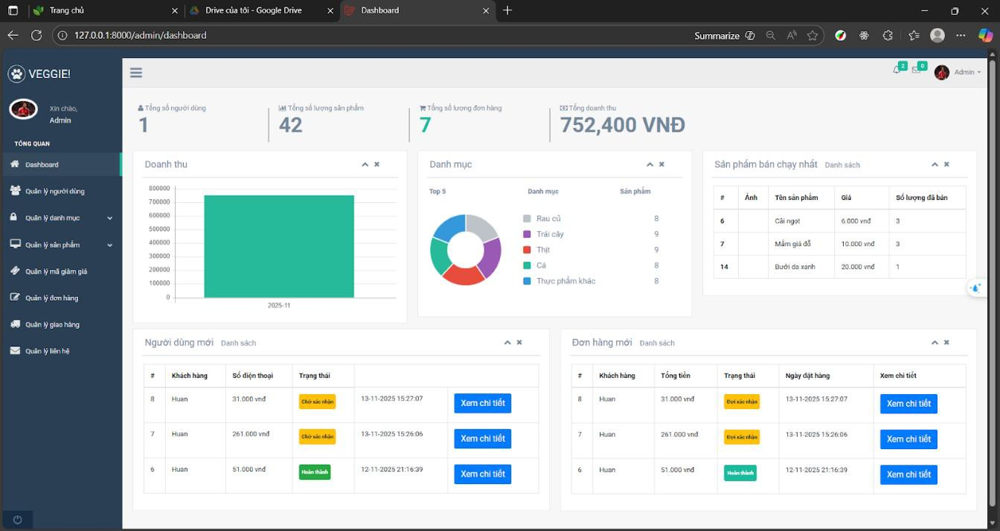 Trang chủ
Drive của tôi - Google Drive
Dashboard
127.0.0.1:8000/admin/dashboard
Summarize
VEGGIE!
2
0
Admin
Xin chào,
Admin
TỔNG QUAN
Dashboard
Quản lý người dùng
Quản lý danh mục
Quản lý sản phẩm
Quản lý mã giảm giá
Quản lý đơn hàng
Quản lý giao hàng
Quản lý liên hệ
Tổng số người dùng
1
Tổng số lượng sản phẩm
42
Tổng số lượng đơn hàng
7
Tổng doanh thu
752,400 VNĐ
Doanh thu
800000
700000
600000
500000
400000
300000
200000
100000
0
2025-11
Danh mục
Top 5 Danh mục Sản phẩm
Rau củ 8
Trái cây 9
Thịt 9
Cá 8
Thực phẩm khác 8
Sản phẩm bán chạy nhất Danh sách
# Ảnh Tên sản phẩm Giá Số lượng đã bán
6 Cải ngọt 6.000 vnđ 3
7 Mầm giá đỗ 10.000 vnđ 3
14 Bưởi da xanh 20.000 vnđ 1
Người dùng mới Danh sách
# Khách hàng Số điện thoại Trạng thái
8 Huan 31.000 vnđ Chờ xác nhận 13-11-2025 15:27:07 Xem chi tiết
7 Huan 261.000 vnđ Chờ xác nhận 13-11-2025 15:26:06 Xem chi tiết
6 Huan 51.000 vnđ Hoàn thành 12-11-2025 21:16:39 Xem chi tiết
Đơn hàng mới Danh sách
# Khách hàng Tổng tiền Trạng thái Ngày đặt hàng Xem chi tiết
8 Huan 31.000 vnđ Đợi xác nhận 13-11-2025 15:27:07 Xem chi tiết
7 Huan 261.000 vnđ Đợi xác nhận 13-11-2025 15:26:06 Xem chi tiết
6 Huan 51.000 vnđ Hoàn thành 12-11-2025 21:16:39 Xem chi tiết